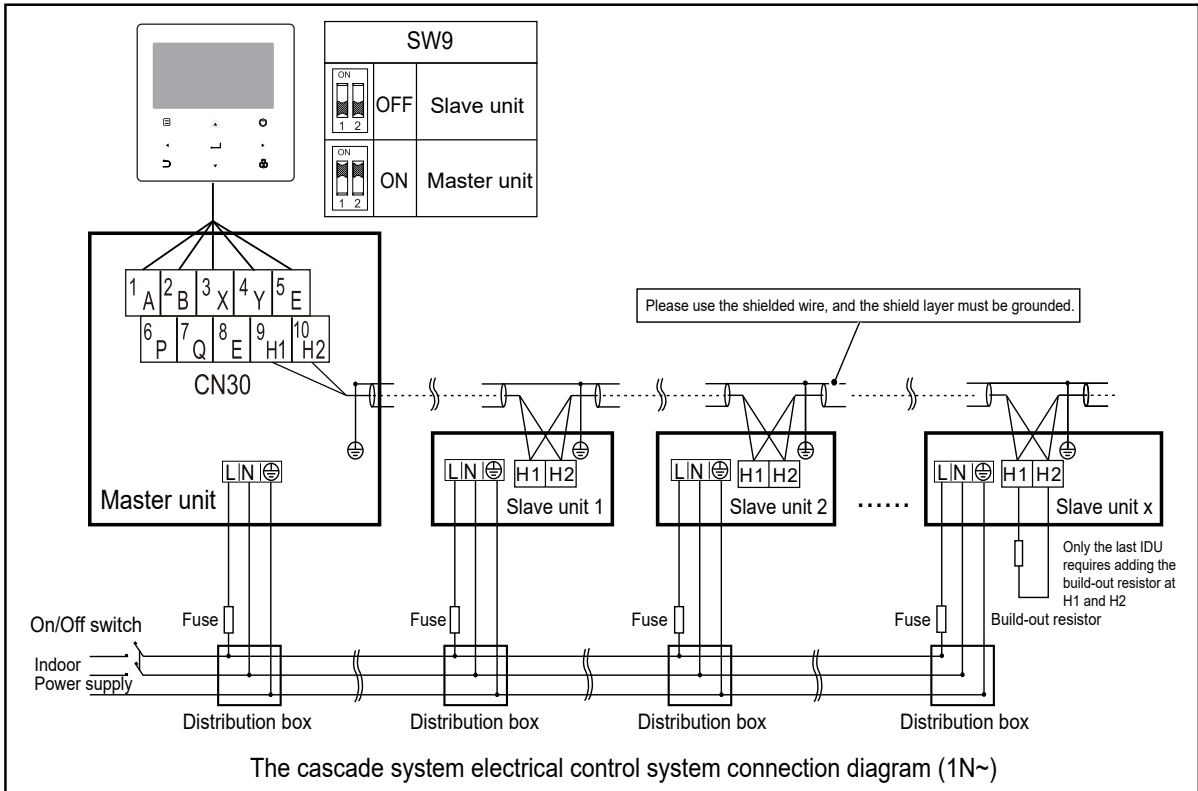 SW9
ON
1 2
OFF
Slave unit
ON
1 2
ON
Master unit
1 A 2 B 3 X 4 Y 5 E
6 P 7 Q 8 E 9 H1 10 H2
CN30
Please use the shielded wire, and the shield layer must be grounded.
L N
Master unit
L N
H1 H2
Slave unit 1
L N
H1 H2
Slave unit 2
......
L N
H1 H2
Slave unit x
Only the last IDU
requires adding the
build-out resistor at
H1 and H2
Build-out resistor
Fuse
Fuse
Fuse
Fuse
On/Off switch
Indoor
Power supply
Distribution box
Distribution box
Distribution box
Distribution box
The cascade system electrical control system connection diagram (1N~)